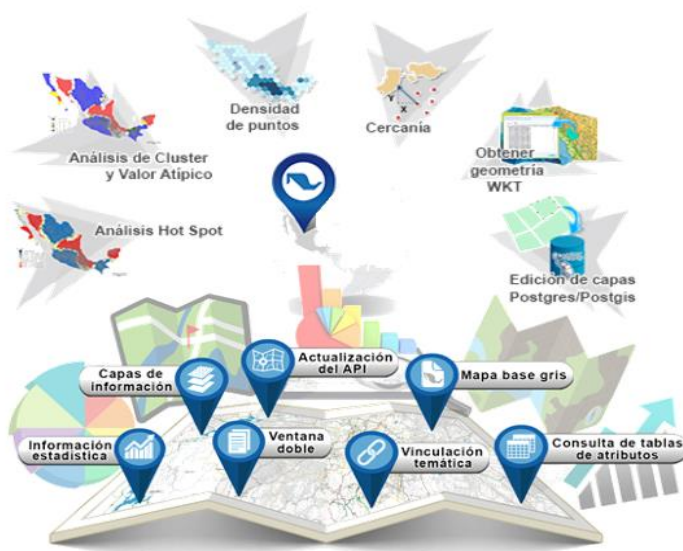 Densidad
de puntos
Cercanía
Análisis de Cluster
y Valor Atípico
Obtener
geometría
WKT
Análisis Hot Spot
Edición de capas
Postgres/Postgis
Actualización
del API
Capas de
información
Mapa base gris
Información
estadística
Ventana
doble
Vinculación
temática
Consulta de tablas
de atributos